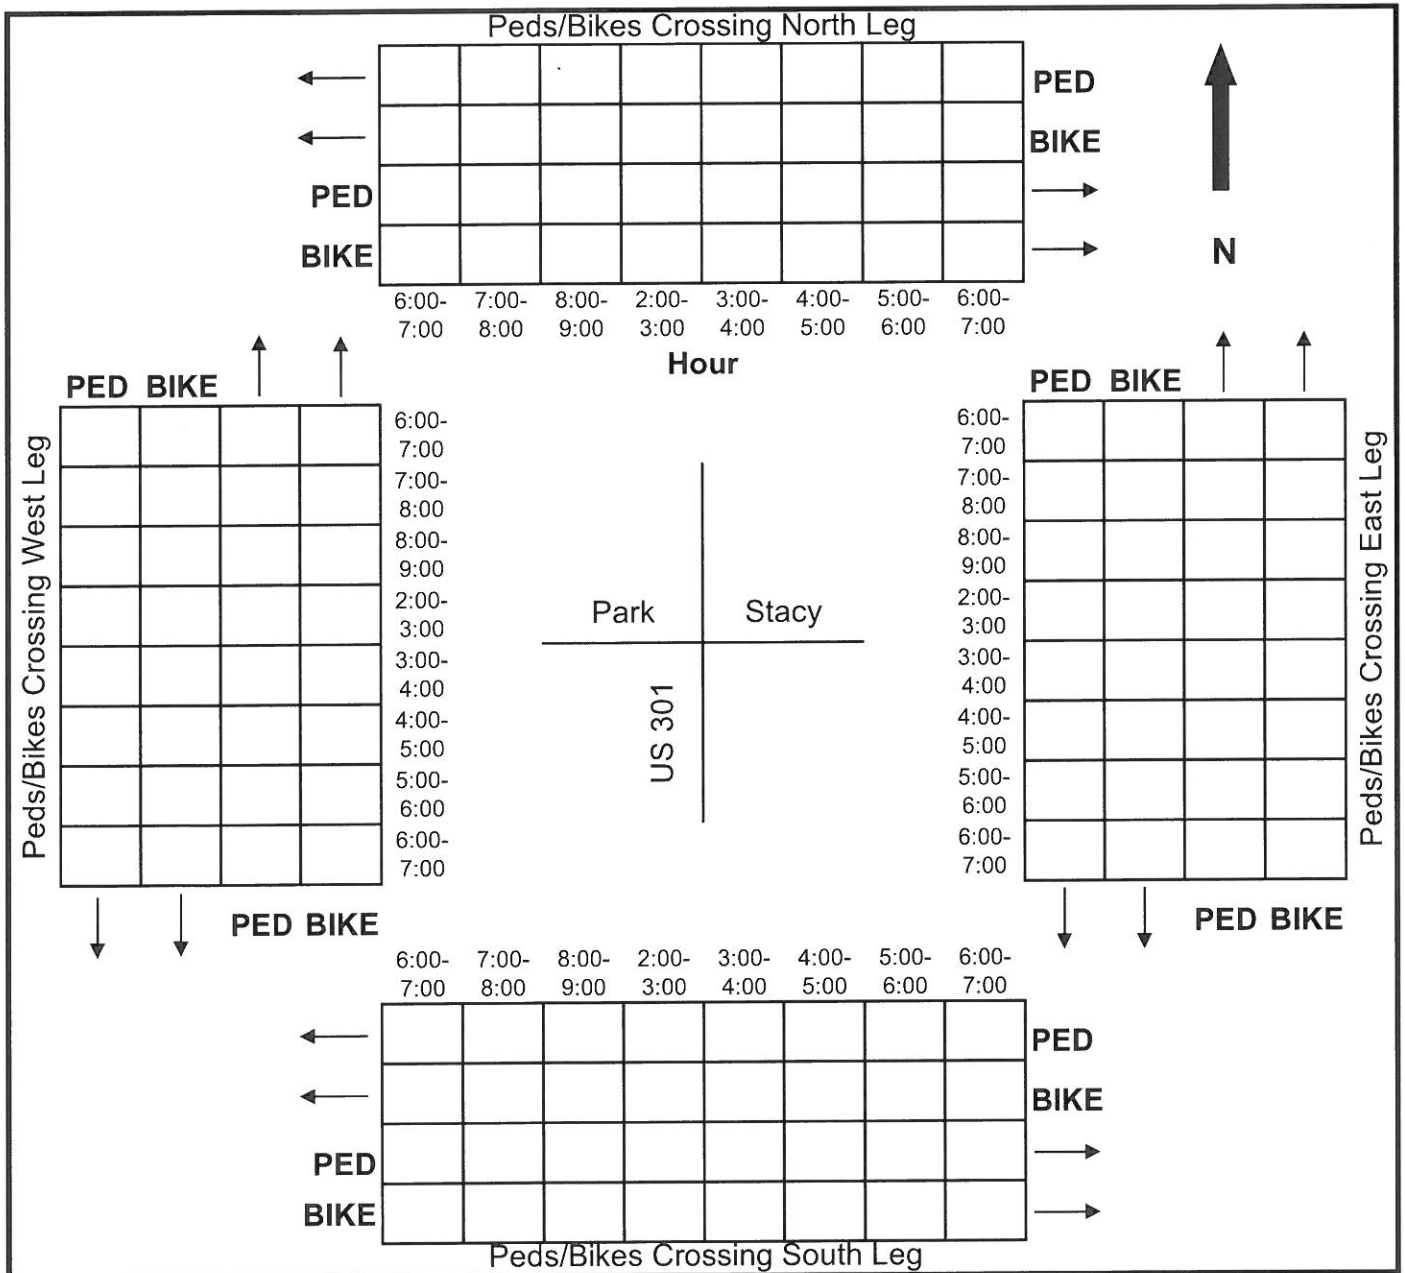 Peds/Bikes Crossing North Leg
PED
BIKE
PED
BIKE
N
6:00- 7:00- 8:00- 2:00- 3:00- 4:00- 5:00- 6:00-
7:00 8:00 9:00 3:00 4:00 5:00 6:00 7:00
Hour
Peds/Bikes Crossing West Leg
PED BIKE
6:00-
7:00
7:00-
8:00
8:00-
9:00
2:00-
3:00
3:00-
4:00
4:00-
5:00
5:00-
6:00
6:00-
7:00
PED BIKE
Park Stacy
US 301
PED BIKE
6:00-
7:00
7:00-
8:00
8:00-
9:00
2:00-
3:00
3:00-
4:00
4:00-
5:00
5:00-
6:00
6:00-
7:00
PED BIKE
Peds/Bikes Crossing East Leg
6:00- 7:00- 8:00- 2:00- 3:00- 4:00- 5:00- 6:00-
7:00 8:00 9:00 3:00 4:00 5:00 6:00 7:00
PED
BIKE
PED
BIKE
Peds/Bikes Crossing South Leg